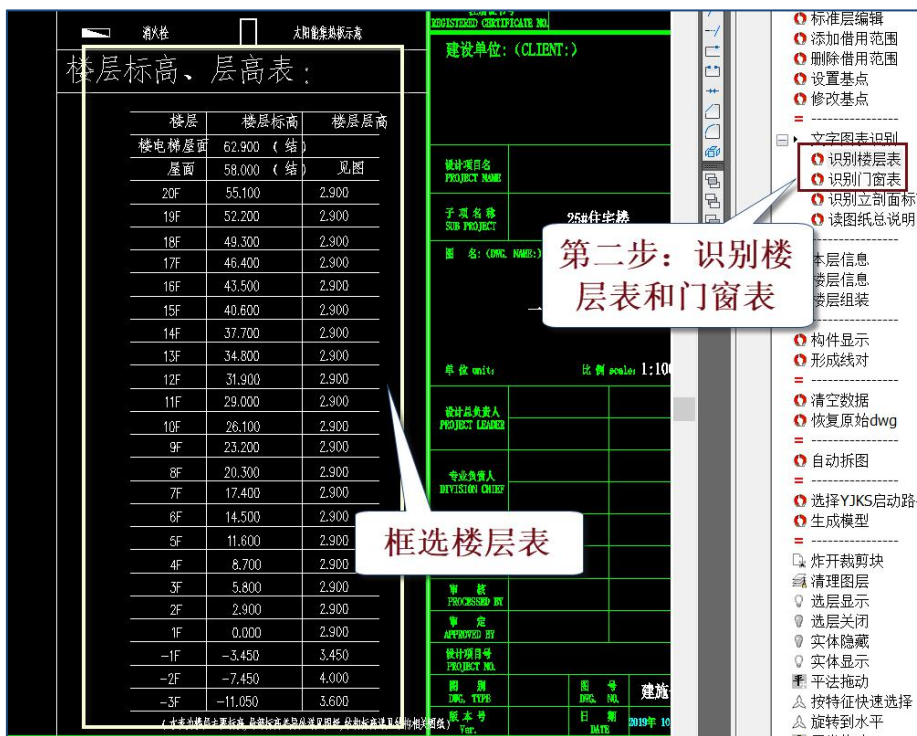 消火栓 太阳能集热板示意
楼层标高、层高表：
楼层 楼层标高 楼层层高
楼电梯屋面 62.900 （结）
屋面 58.000 （结） 见图
20F 55.100 2.900
19F 52.200 2.900
18F 49.300 2.900
17F 46.400 2.900
16F 43.500 2.900
15F 40.600 2.900
14F 37.700 2.900
13F 34.800 2.900
12F 31.900 2.900
11F 29.000 2.900
10F 26.100 2.900
9F 23.200 2.900
8F 20.300 2.900
7F 17.400 2.900
6F 14.500 2.900
5F 11.600 2.900
4F 8.700 2.900
3F 5.800 2.900
2F 2.900 2.900
1F 0.000 2.900
-1F -3.450 3.450
-2F -7.450 4.000
-3F -11.050 3.600
REGISTERED CERTIFICATE NO.
建设单位：(CLIENT:)
设计项目名
PROJECT NAME
子项名称
SUB PROJECT
25#住宅楼
图 名：(DWG. NAME:)
单位 unit: 比例 scale: 1:100
设计总负责人
PROJECT LEADER
专业负责人
DIVISION CHIEF
审 核
PROCESSED BY
审 定
APPROVED BY
设计项目号
PROJECT NO.
图 别
DWG. TYPE
图 号
DWG. NO.
建施
版本号
Ver.
日 期
DATE
2019年 10
第二步：识别楼
层表和门窗表
框选楼层表
标准层编辑
添加借用范围
删除借用范围
设置基点
修改基点
文字图表识别
识别楼层表
识别门窗表
识别立剖面标
读图纸总说明
本层信息
楼层信息
楼层组装
构件显示
形成线对
清空数据
恢复原始dwg
自动拆图
选择YJKS启动路
生成模型
炸开裁剪块
清理图层
选层显示
选层关闭
实体隐藏
实体显示
平法拖动
按特征快速选择
旋转到水平